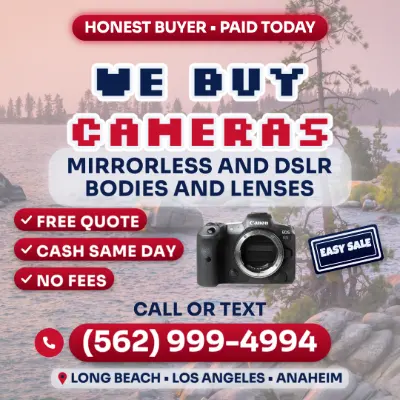 HONEST BUYER • PAID TODAY
WE BUY
CAMERAS
MIRRORLESS AND DSLR
BODIES AND LENSES
✓ FREE QUOTE
✓ CASH SAME DAY
✓ NO FEES
Canon
EOS
EASY SALE
CALL OR TEXT
(562) 999-4994
LONG BEACH • LOS ANGELES • ANAHEIM